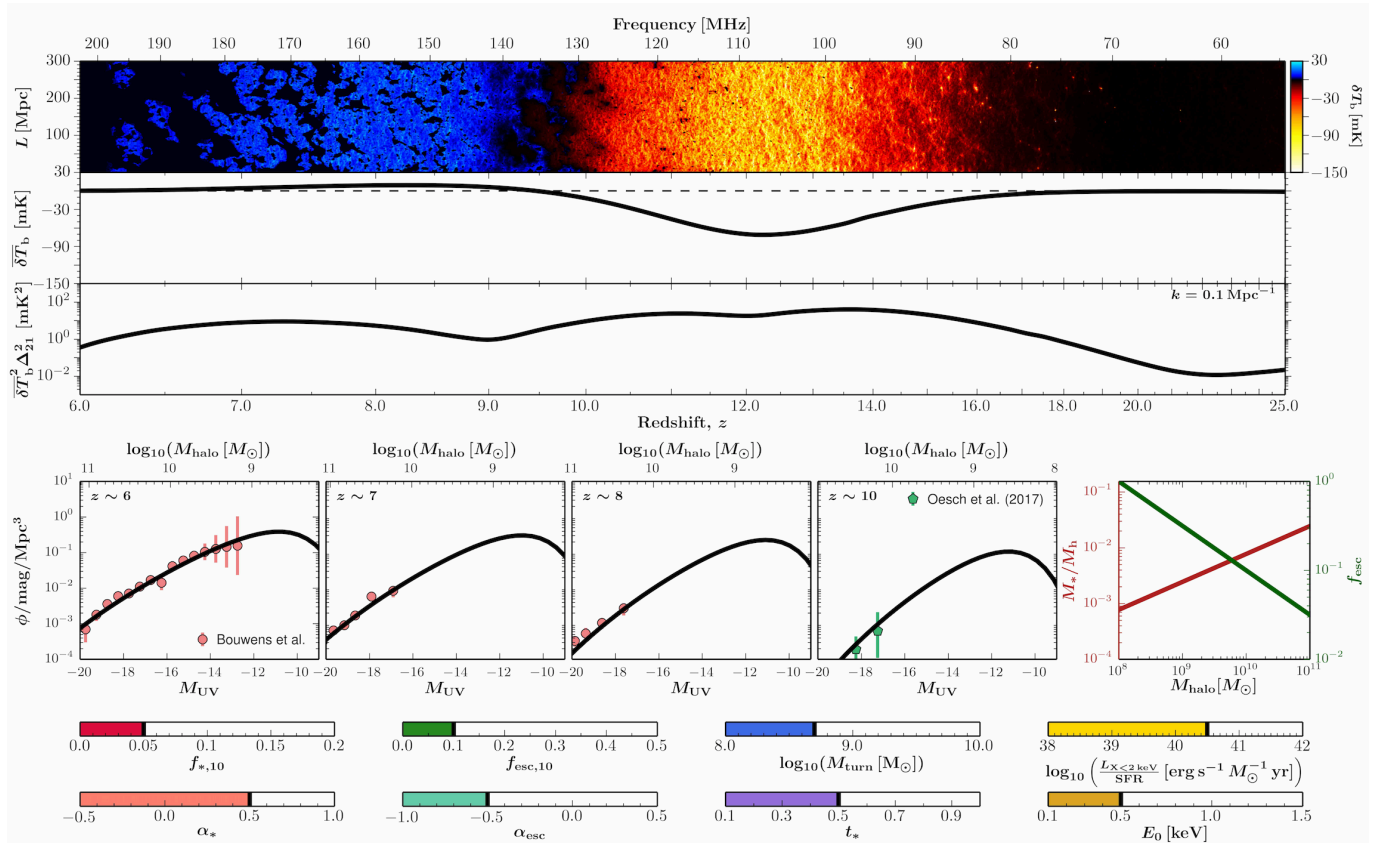 Frequency [MHz]
200 190 180 170 160 150 140 130 120 110 100 90 80 70 60
300
200
100
30
L [Mpc]
30
−30
−90
−150
δT_b [mK]
−30
−90
−150
δT̅_b [mK]
10²
10⁰
10⁻²
δT̅_b² Δ²₂₁ [mK²]
k = 0.1 Mpc⁻¹
6.0 7.0 8.0 9.0 10.0 12.0 14.0 16.0 20.0 25.0
Redshift, z
log₁₀(M_halo [M_⊙]) log₁₀(M_halo [M_⊙]) log₁₀(M_halo [M_⊙]) log₁₀(M_halo [M_⊙])
11 10 9 11 10 9 11 10 9 10 9 8
10¹
10⁰
10⁻¹
10⁻²
10⁻³
10⁻⁴
ϕ/mag/Mpc³
z ∼ 6
Bouwens et al.
z ∼ 7
z ∼ 8
z ∼ 10
Oesch et al. (2017)
−20 −18 −16 −14 −12 −10 −20 −18 −16 −14 −12 −10 −20 −18 −16 −14 −12 −10 −20 −18 −16 −14 −12 −10
M_UV M_UV M_UV M_UV
10⁻¹
10⁻²
10⁻³
10⁻⁴
M_*/M_h
10⁰
10⁻¹
10⁻²
f_esc
10⁸ 10⁹ 10¹⁰ 10¹¹
M_halo[M_⊙]
0.0 0.05 0.1 0.15 0.2
f_*,10
0.0 0.1 0.2 0.3 0.4 0.5
f_esc,10
8.0 9.0 10.0
log₁₀(M_turn [M_⊙])
38 39 40 41 42
log₁₀(L_X<2 keV/SFR [erg s⁻¹ M_⊙⁻¹ yr])
−0.5 0.0 0.5 1.0
α_*
−1.0 −0.5 0.0 0.5
α_esc
0.1 0.3 0.5 0.7 0.9
t_*
0.1 0.5 1.0 1.5
E₀ [keV]